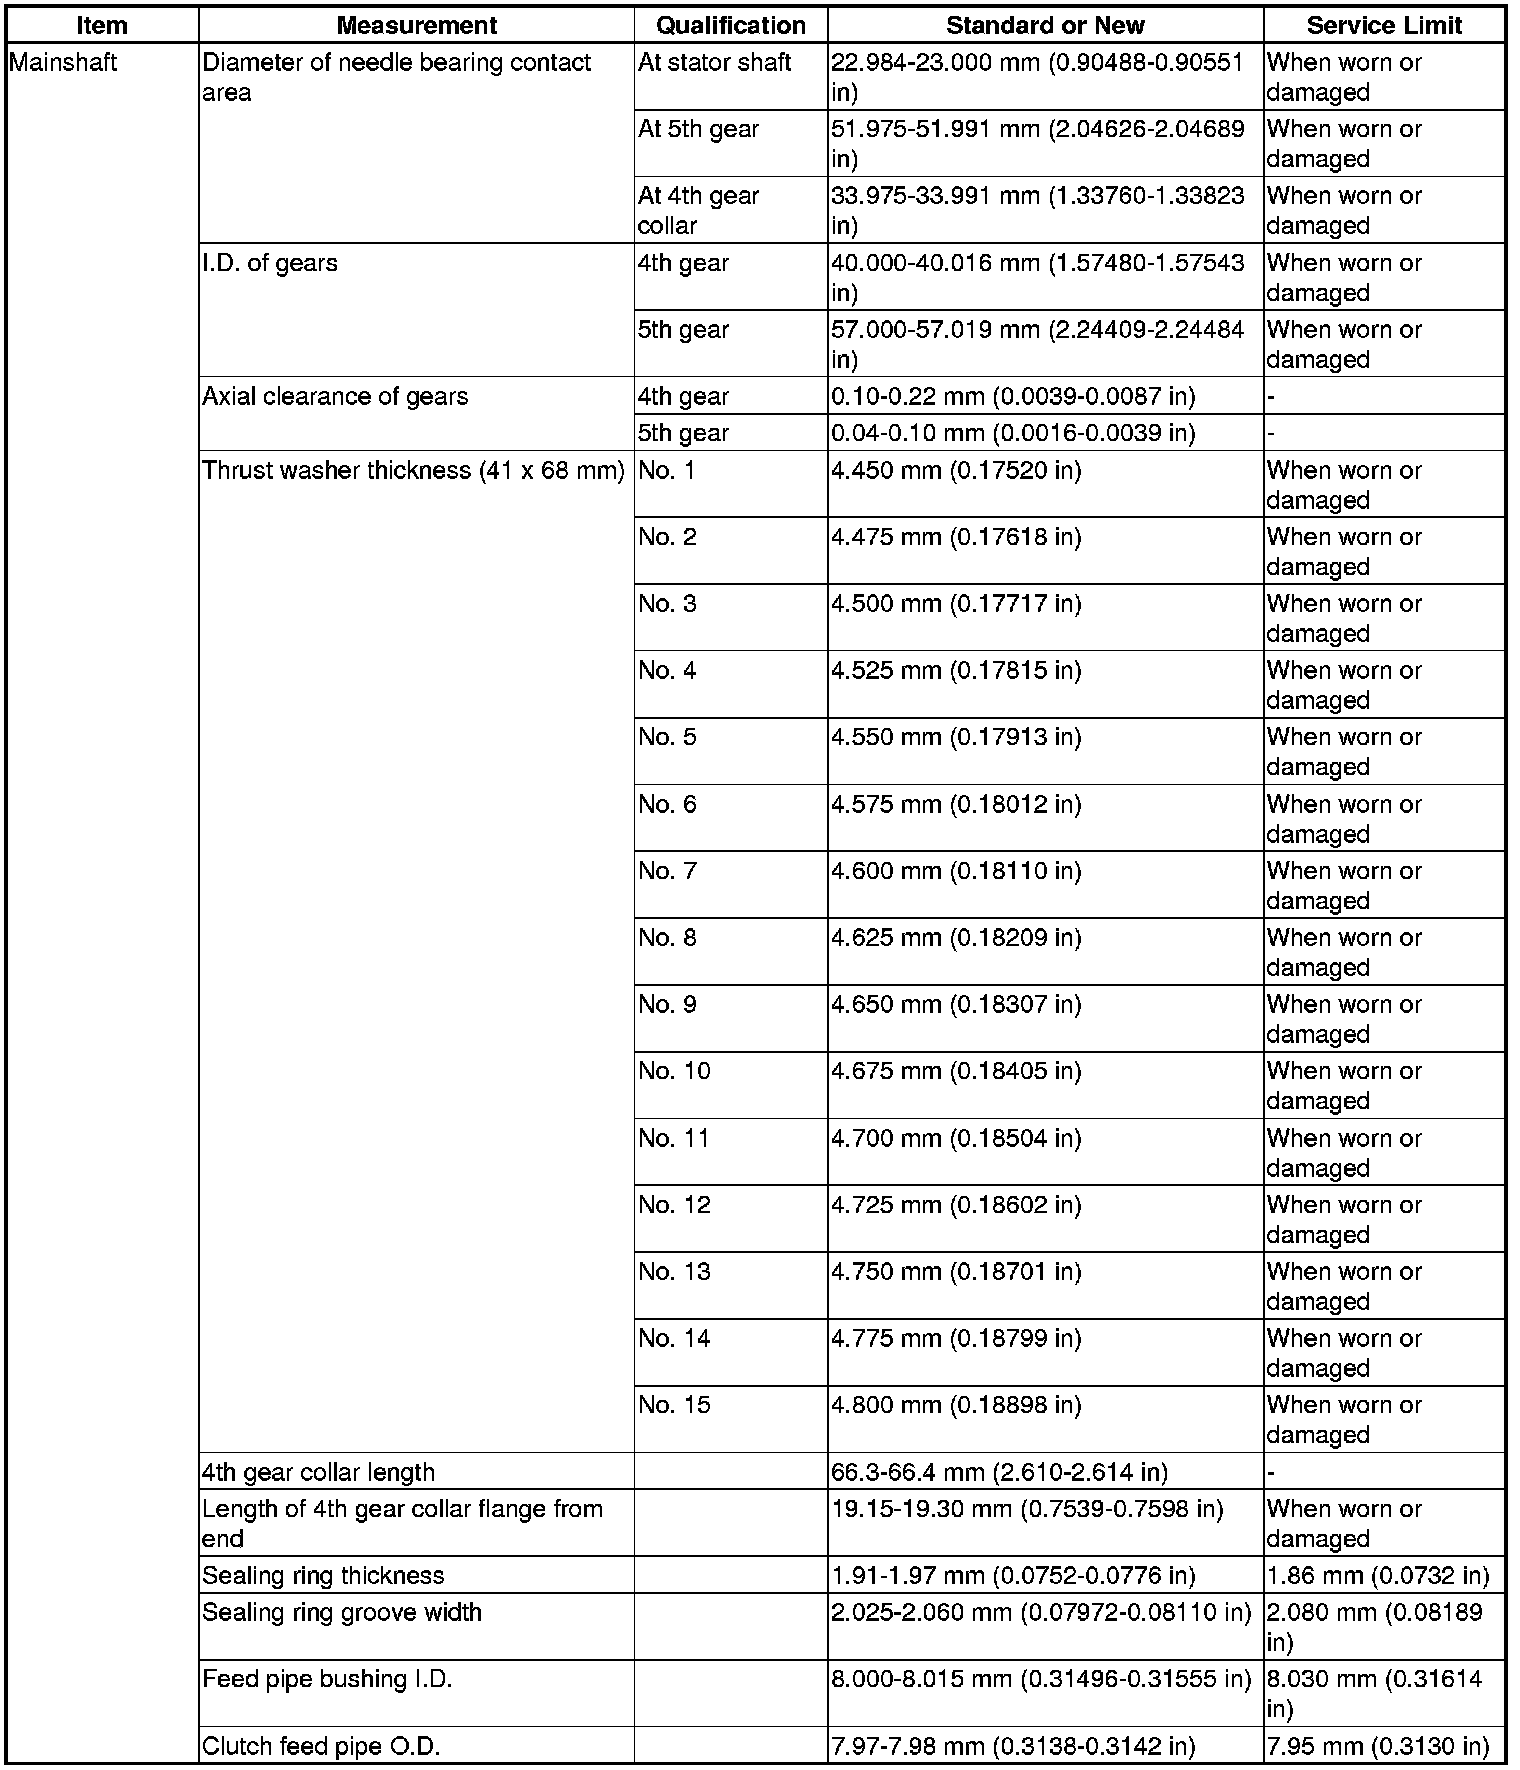 Item Measurement Qualification Standard or New Service Limit
Mainshaft Diameter of needle bearing contact At stator shaft 22.984-23.000 mm (0.90488-0.90551 When worn or
area in) damaged
At 5th gear 51.975-51.991 mm (2.04626-2.04689 When worn or
in) damaged
At 4th gear 33.975-33.991 mm (1.33760-1.33823 When worn or
collar in) damaged
I.D. of gears 4th gear 40.000-40.016 mm (1.57480-1.57543 When worn or
in) damaged
5th gear 57.000-57.019 mm (2.24409-2.24484 When worn or
in) damaged
Axial clearance of gears 4th gear 0.10-0.22 mm (0.0039-0.0087 in) -
5th gear 0.04-0.10 mm (0.0016-0.0039 in) -
Thrust washer thickness (41 x 68 mm) No. 1 4.450 mm (0.17520 in) When worn or
damaged
No. 2 4.475 mm (0.17618 in) When worn or
damaged
No. 3 4.500 mm (0.17717 in) When worn or
damaged
No. 4 4.525 mm (0.17815 in) When worn or
damaged
No. 5 4.550 mm (0.17913 in) When worn or
damaged
No. 6 4.575 mm (0.18012 in) When worn or
damaged
No. 7 4.600 mm (0.18110 in) When worn or
damaged
No. 8 4.625 mm (0.18209 in) When worn or
damaged
No. 9 4.650 mm (0.18307 in) When worn or
damaged
No. 10 4.675 mm (0.18405 in) When worn or
damaged
No. 11 4.700 mm (0.18504 in) When worn or
damaged
No. 12 4.725 mm (0.18602 in) When worn or
damaged
No. 13 4.750 mm (0.18701 in) When worn or
damaged
No. 14 4.775 mm (0.18799 in) When worn or
damaged
No. 15 4.800 mm (0.18898 in) When worn or
damaged
4th gear collar length 66.3-66.4 mm (2.610-2.614 in) -
Length of 4th gear collar flange from 19.15-19.30 mm (0.7539-0.7598 in) When worn or
end damaged
Sealing ring thickness 1.91-1.97 mm (0.0752-0.0776 in) 1.86 mm (0.0732 in)
Sealing ring groove width 2.025-2.060 mm (0.07972-0.08110 in) 2.080 mm (0.08189
in)
Feed pipe bushing I.D. 8.000-8.015 mm (0.31496-0.31555 in) 8.030 mm (0.31614
in)
Clutch feed pipe O.D. 7.97-7.98 mm (0.3138-0.3142 in) 7.95 mm (0.3130 in)